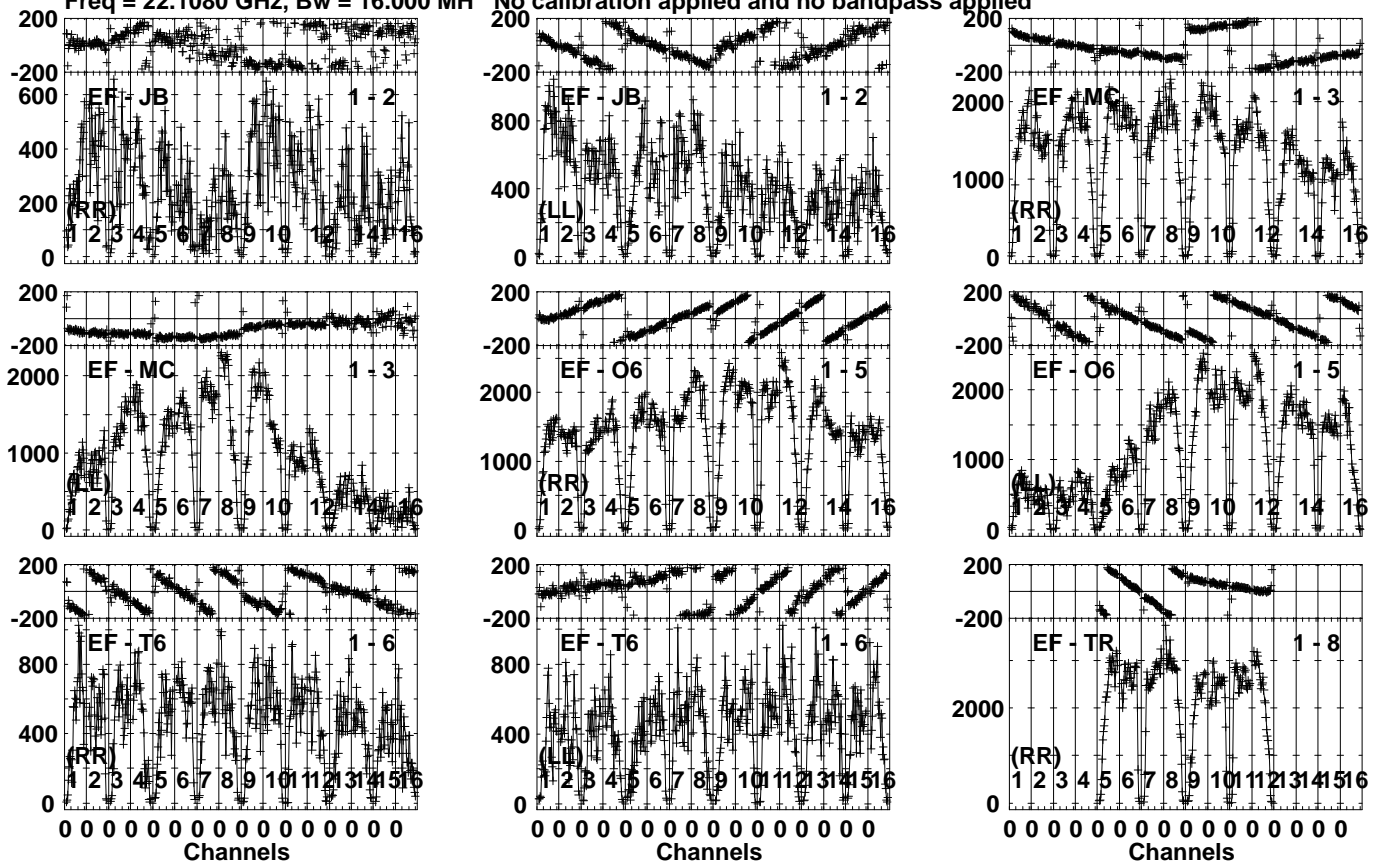 Freq = 22.1080 GHz, Bw = 16.000 MH No calibration applied and no bandpass applied
200
-200
600
400
200
0
EF - JB 1 - 2
(RR)
1 2 3 4 5 6 7 8 9 10 12 14 16
200
-200
800
400
0
EF - JB 1 - 2
(LL)
1 2 3 4 5 6 7 8 9 10 12 14 16
200
-200
2000
1000
0
EF - MC 1 - 3
(RR)
1 2 3 4 5 6 7 8 9 10 12 14 16
200
-200
2000
1000
0
EF - MC 1 - 3
(LL)
1 2 3 4 5 6 7 8 9 10 12 14 16
200
-200
2000
1000
0
EF - O6 1 - 5
(RR)
1 2 3 4 5 6 7 8 9 10 12 14 16
200
-200
2000
1000
0
EF - O6 1 - 5
(LL)
1 2 3 4 5 6 7 8 9 10 12 14 16
200
-200
800
400
0
EF - T6 1 - 6
(RR)
1 2 3 4 5 6 7 8 9 10 11 12 13 14 15 16
0 0 0 0 0 0 0 0 0 0 0 0 0 0 0 0
Channels
200
-200
800
400
0
EF - T6 1 - 6
(LL)
1 2 3 4 5 6 7 8 9 10 11 12 13 14 15 16
0 0 0 0 0 0 0 0 0 0 0 0 0 0 0 0
Channels
200
-200
2000
0
EF - TR 1 - 8
(RR)
1 2 3 4 5 6 7 8 9 10 11 12 13 14 15 16
0 0 0 0 0 0 0 0 0 0 0 0 0 0 0 0
Channels